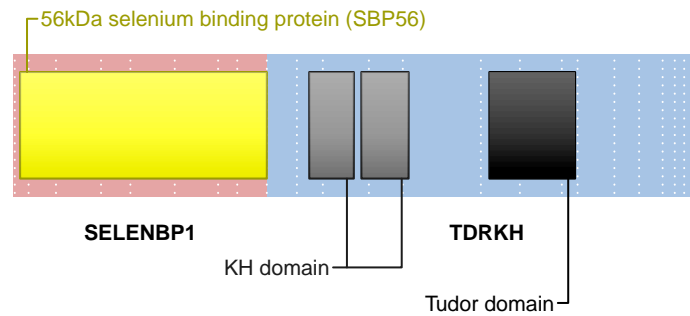 56kDa selenium binding protein (SBP56)
SELENBP1
TDRKH
KH domain
Tudor domain